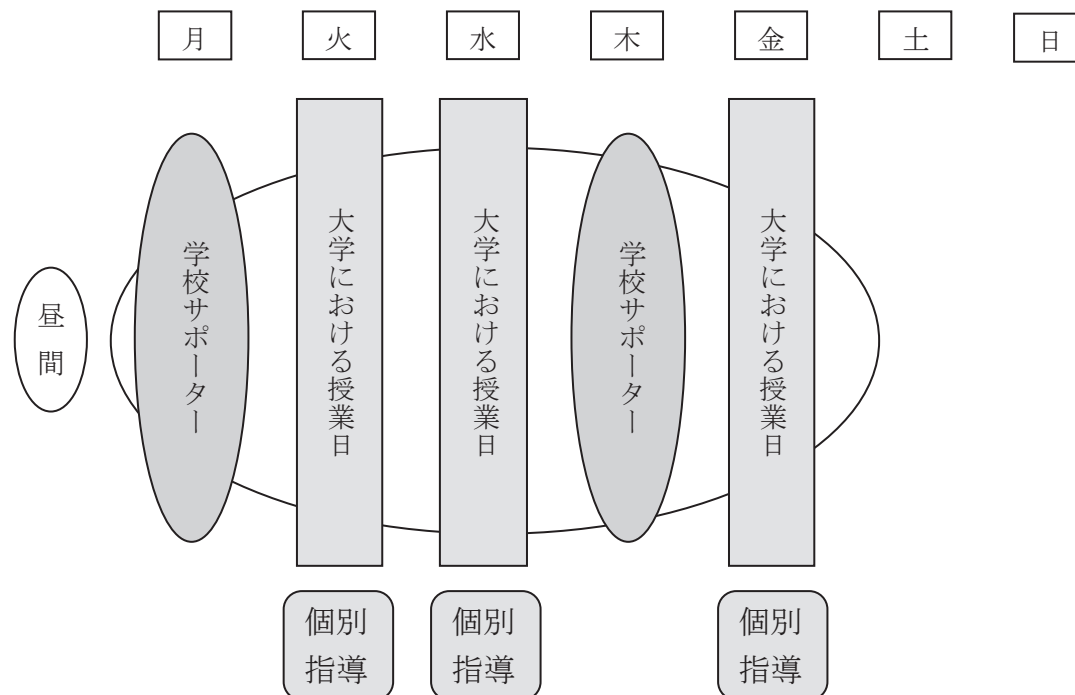 月
火
水
木
金
土
日
昼
間
学校サポーター
大学における授業日
大学における授業日
学校サポーター
大学における授業日
個別
指導
個別
指導
個別
指導